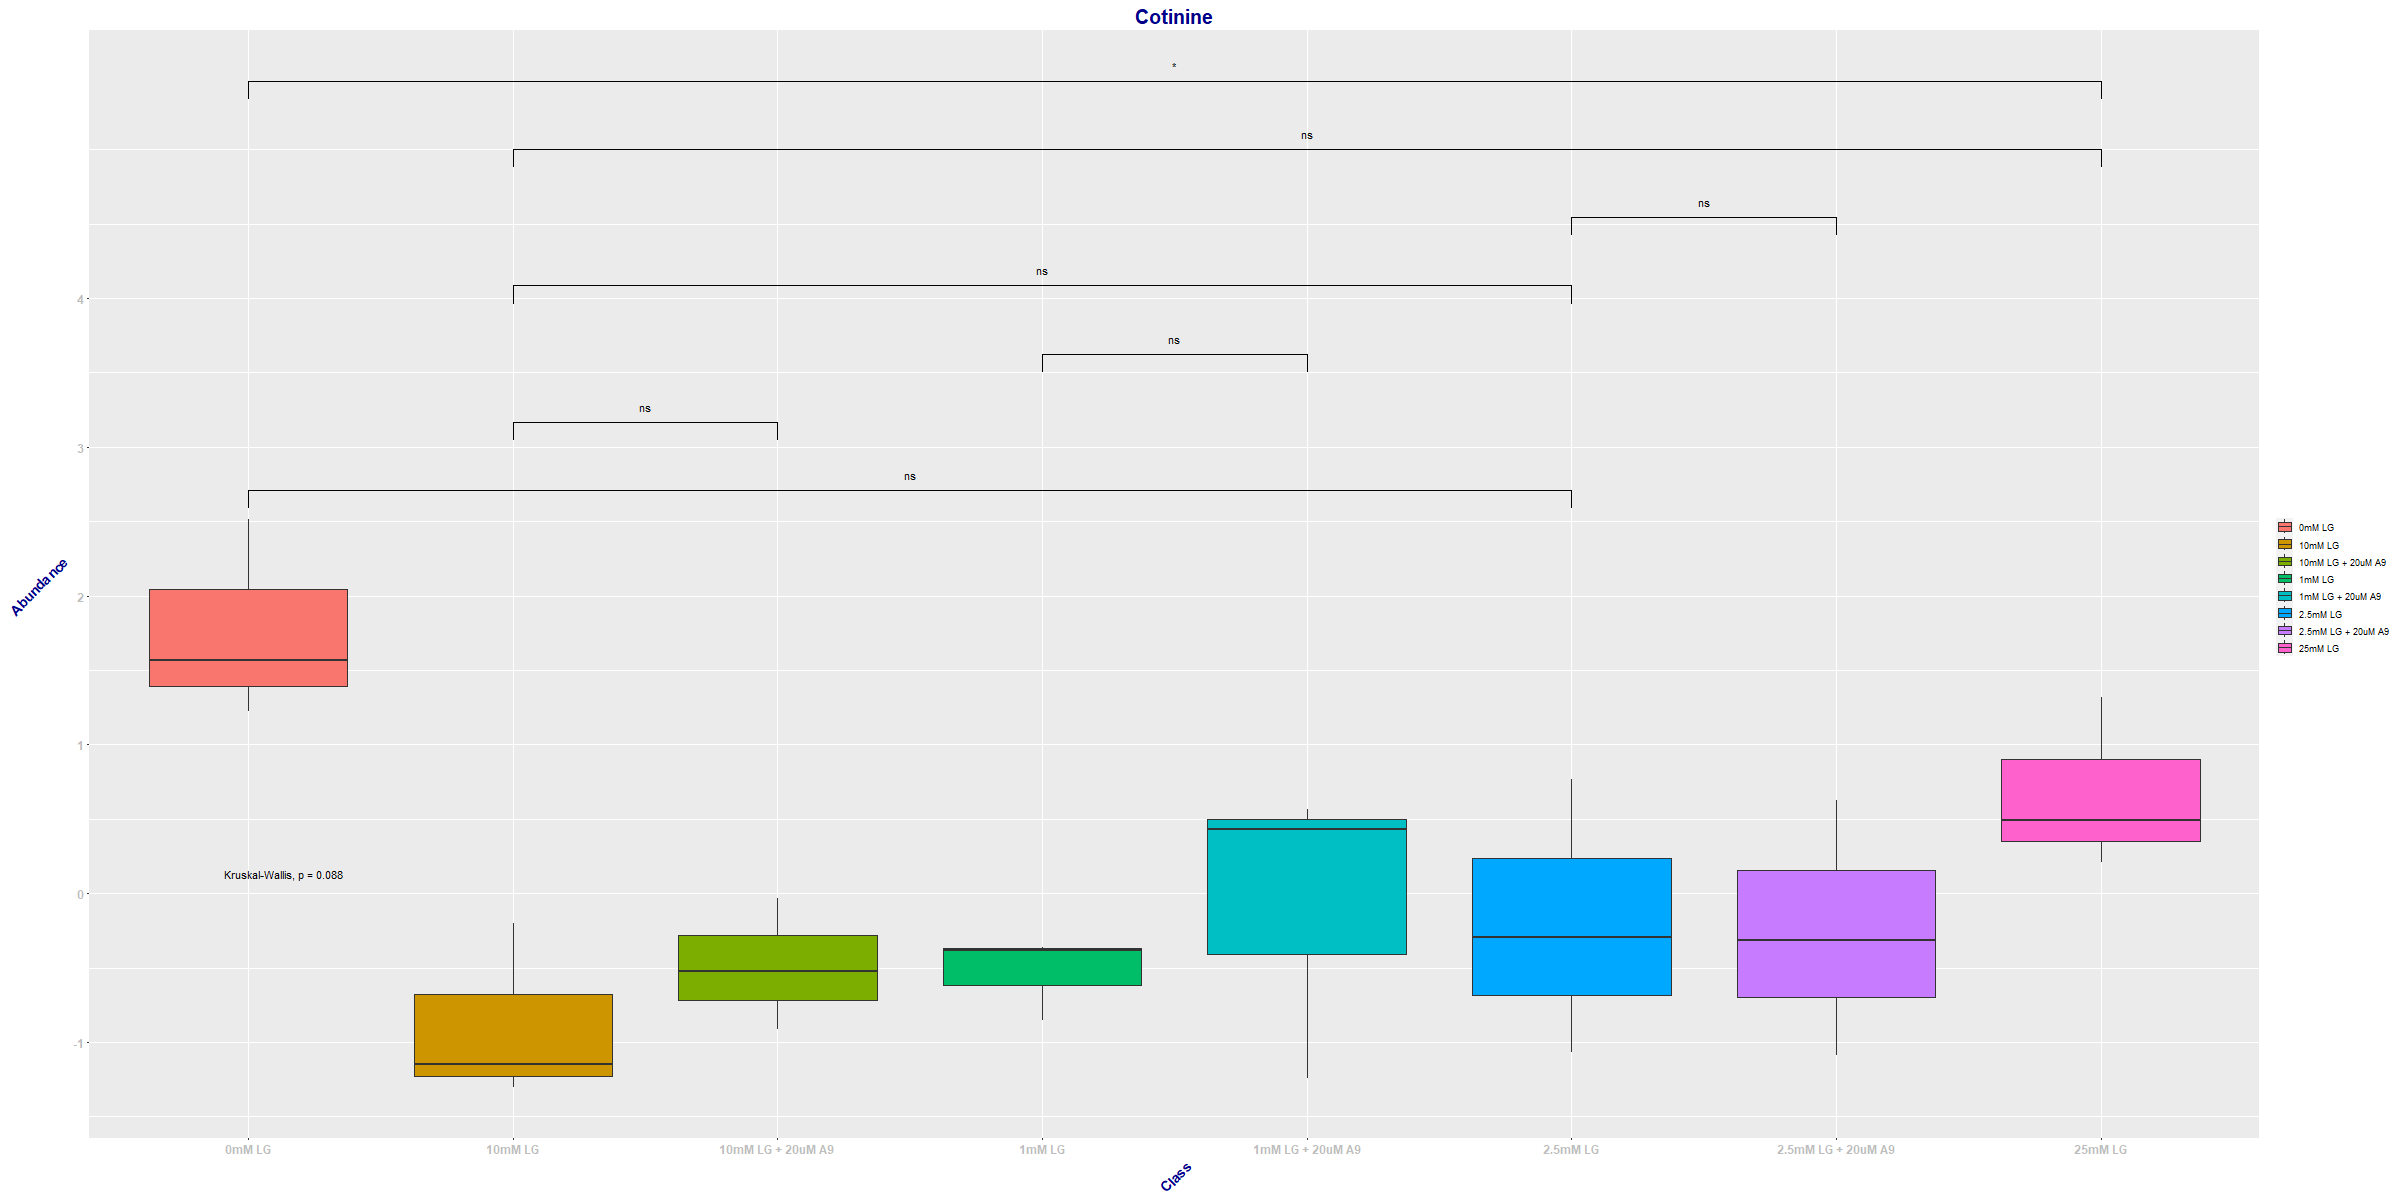 Cotinine
*
ns
ns
ns
ns
ns
ns
4
3
2
1
0
-1
Abundance
Kruskal-Wallis, p = 0.088
0mM LG
10mM LG
10mM LG + 20uM A9
1mM LG
1mM LG + 20uM A9
2.5mM LG
2.5mM LG + 20uM A9
25mM LG
Class
0mM LG
10mM LG
10mM LG + 20uM A9
1mM LG
1mM LG + 20uM A9
2.5mM LG
2.5mM LG + 20uM A9
25mM LG